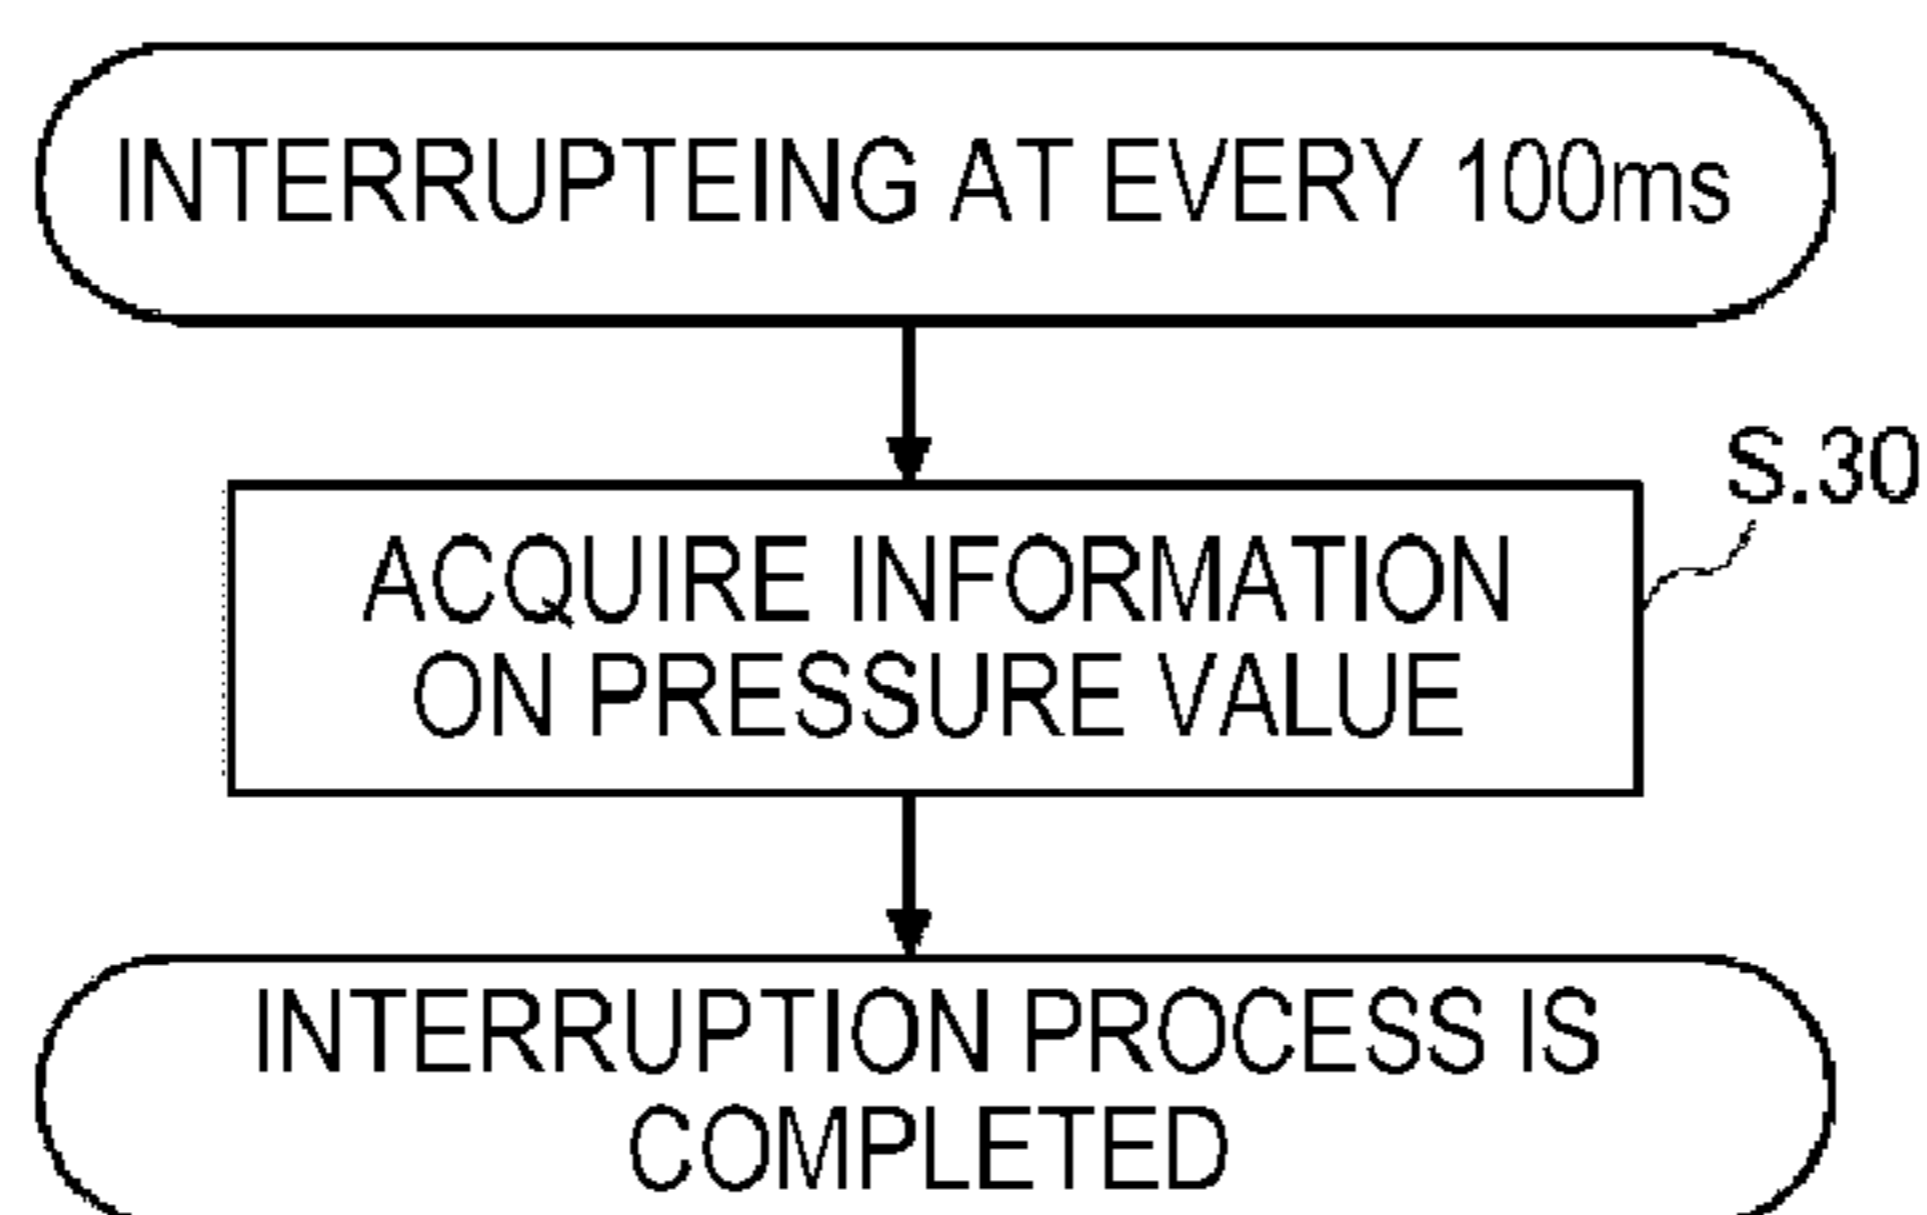 INTERRUPTEING AT EVERY 100ms
S.30
ACQUIRE INFORMATION
ON PRESSURE VALUE
INTERRUPTION PROCESS IS
COMPLETED